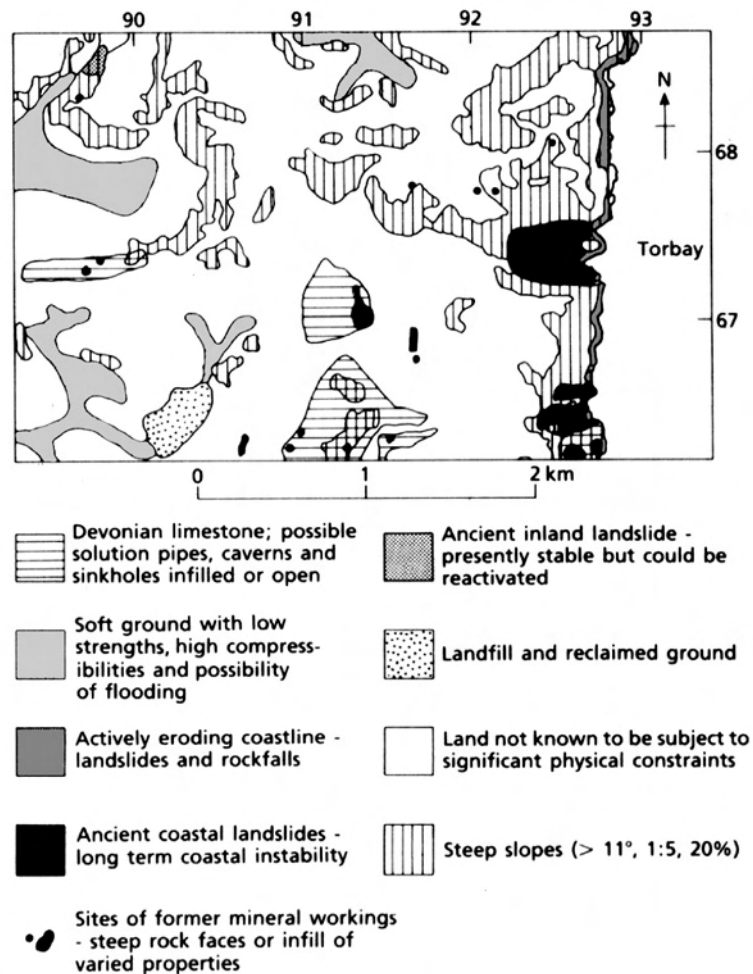 90 91 92 93
N
68
Torbay
67
0 1 2 km
Devonian limestone; possible
solution pipes, caverns and
sinkholes infilled or open
Ancient inland landslide -
presently stable but could be
reactivated
Soft ground with low
strengths, high compress-
ibilities and possibility
of flooding
Landfill and reclaimed ground
Actively eroding coastline -
landslides and rockfalls
Land not known to be subject to
significant physical constraints
Ancient coastal landslides -
long term coastal instability
Steep slopes (> 11°, 1:5, 20%)
Sites of former mineral workings
- steep rock faces or infill of
varied properties